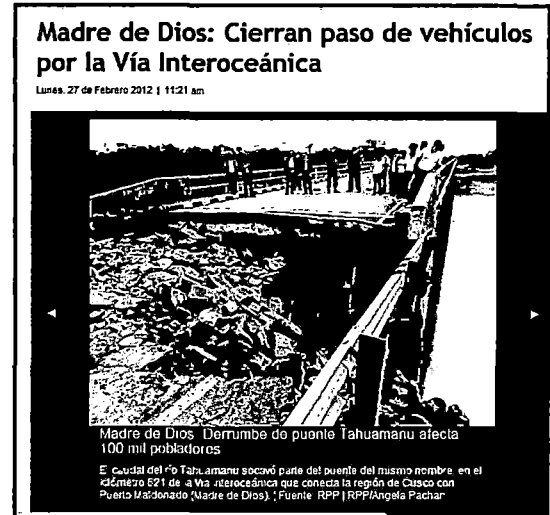 Madre de Dios: Cierran paso de vehículos
por la Vía Interoceánica
Lunes, 27 de Febrero 2012 | 11:21 am
Madre de Dios Derrumbe de puente Tahuamanu afecta
100 mil pobladores
El caudal del río Tahuamanu socavó parte del puente del mismo nombre, en el
kilómetro 621 de la Vía Interoceánica que conecta la región de Cusco con
Puerto Maldonado (Madre de Dios). | Fuente: RPP | RPP/Angela Pachari